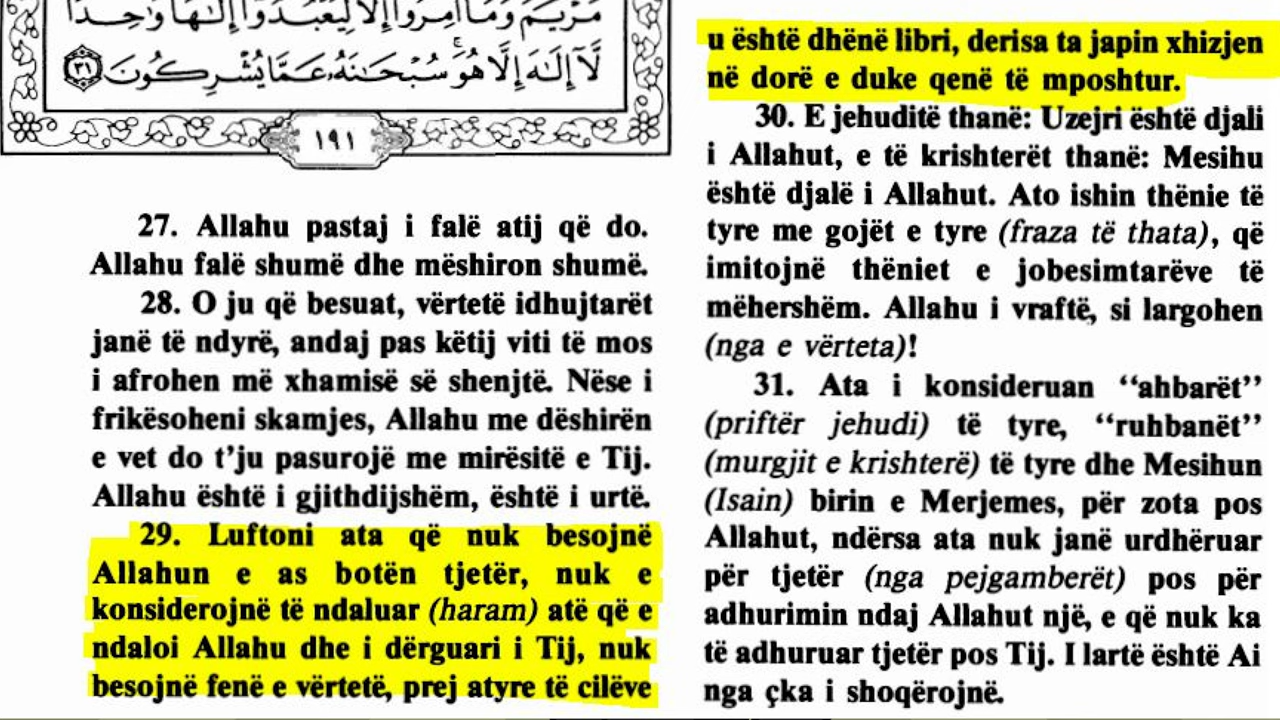 مَرْيَمَ وَمَا أُمِرُوا إِلَّا لِيَعْبُدُوا إِلَٰهًا وَاحِدًا
لَّا إِلَٰهَ إِلَّا هُوَ سُبْحَانَهُ عَمَّا يُشْرِكُونَ ٣١
١٩١
27. Allahu pastaj i falë atij që do.
Allahu falë shumë dhe mëshiron shumë.
28. O ju që besuat, vërtetë idhujtarët
janë të ndyrë, andaj pas këtij viti të mos
i afrohen më xhamisë së shenjtë. Nëse i
frikësoheni skamjes, Allahu me dëshirën
e vet do t’ju pasurojë me mirësitë e Tij.
Allahu është i gjithdijshëm, është i urtë.
29. Luftoni ata që nuk besojnë
Allahun e as botën tjetër, nuk e
konsiderojnë të ndaluar (haram) atë që e
ndaloi Allahu dhe i dërguari i Tij, nuk
besojnë fenë e vërtetë, prej atyre të cilëve
u është dhënë libri, derisa ta japin xhizjen
në dorë e duke qenë të mposhtur.
30. E jehuditë thanë: Uzejri është djali
i Allahut, e të krishterët thanë: Mesihu
është djalë i Allahut. Ato ishin thënie të
tyre me gojët e tyre (fraza të thata), që
imitojnë thëniet e jobesimtarëve të
mëhershëm. Allahu i vraftë, si largohen
(nga e vërteta)!
31. Ata i konsideruan “ahbarët”
(priftër jehudi) të tyre, “ruhbanët”
(murgjit e krishterë) të tyre dhe Mesihun
(Isain) birin e Merjemes, për zota pos
Allahut, ndërsa ata nuk janë urdhëruar
për tjetër (nga pejgamberët) pos për
adhurimin ndaj Allahut një, e që nuk ka
të adhuruar tjetër pos Tij. I lartë është Ai
nga çka i shoqërojnë.